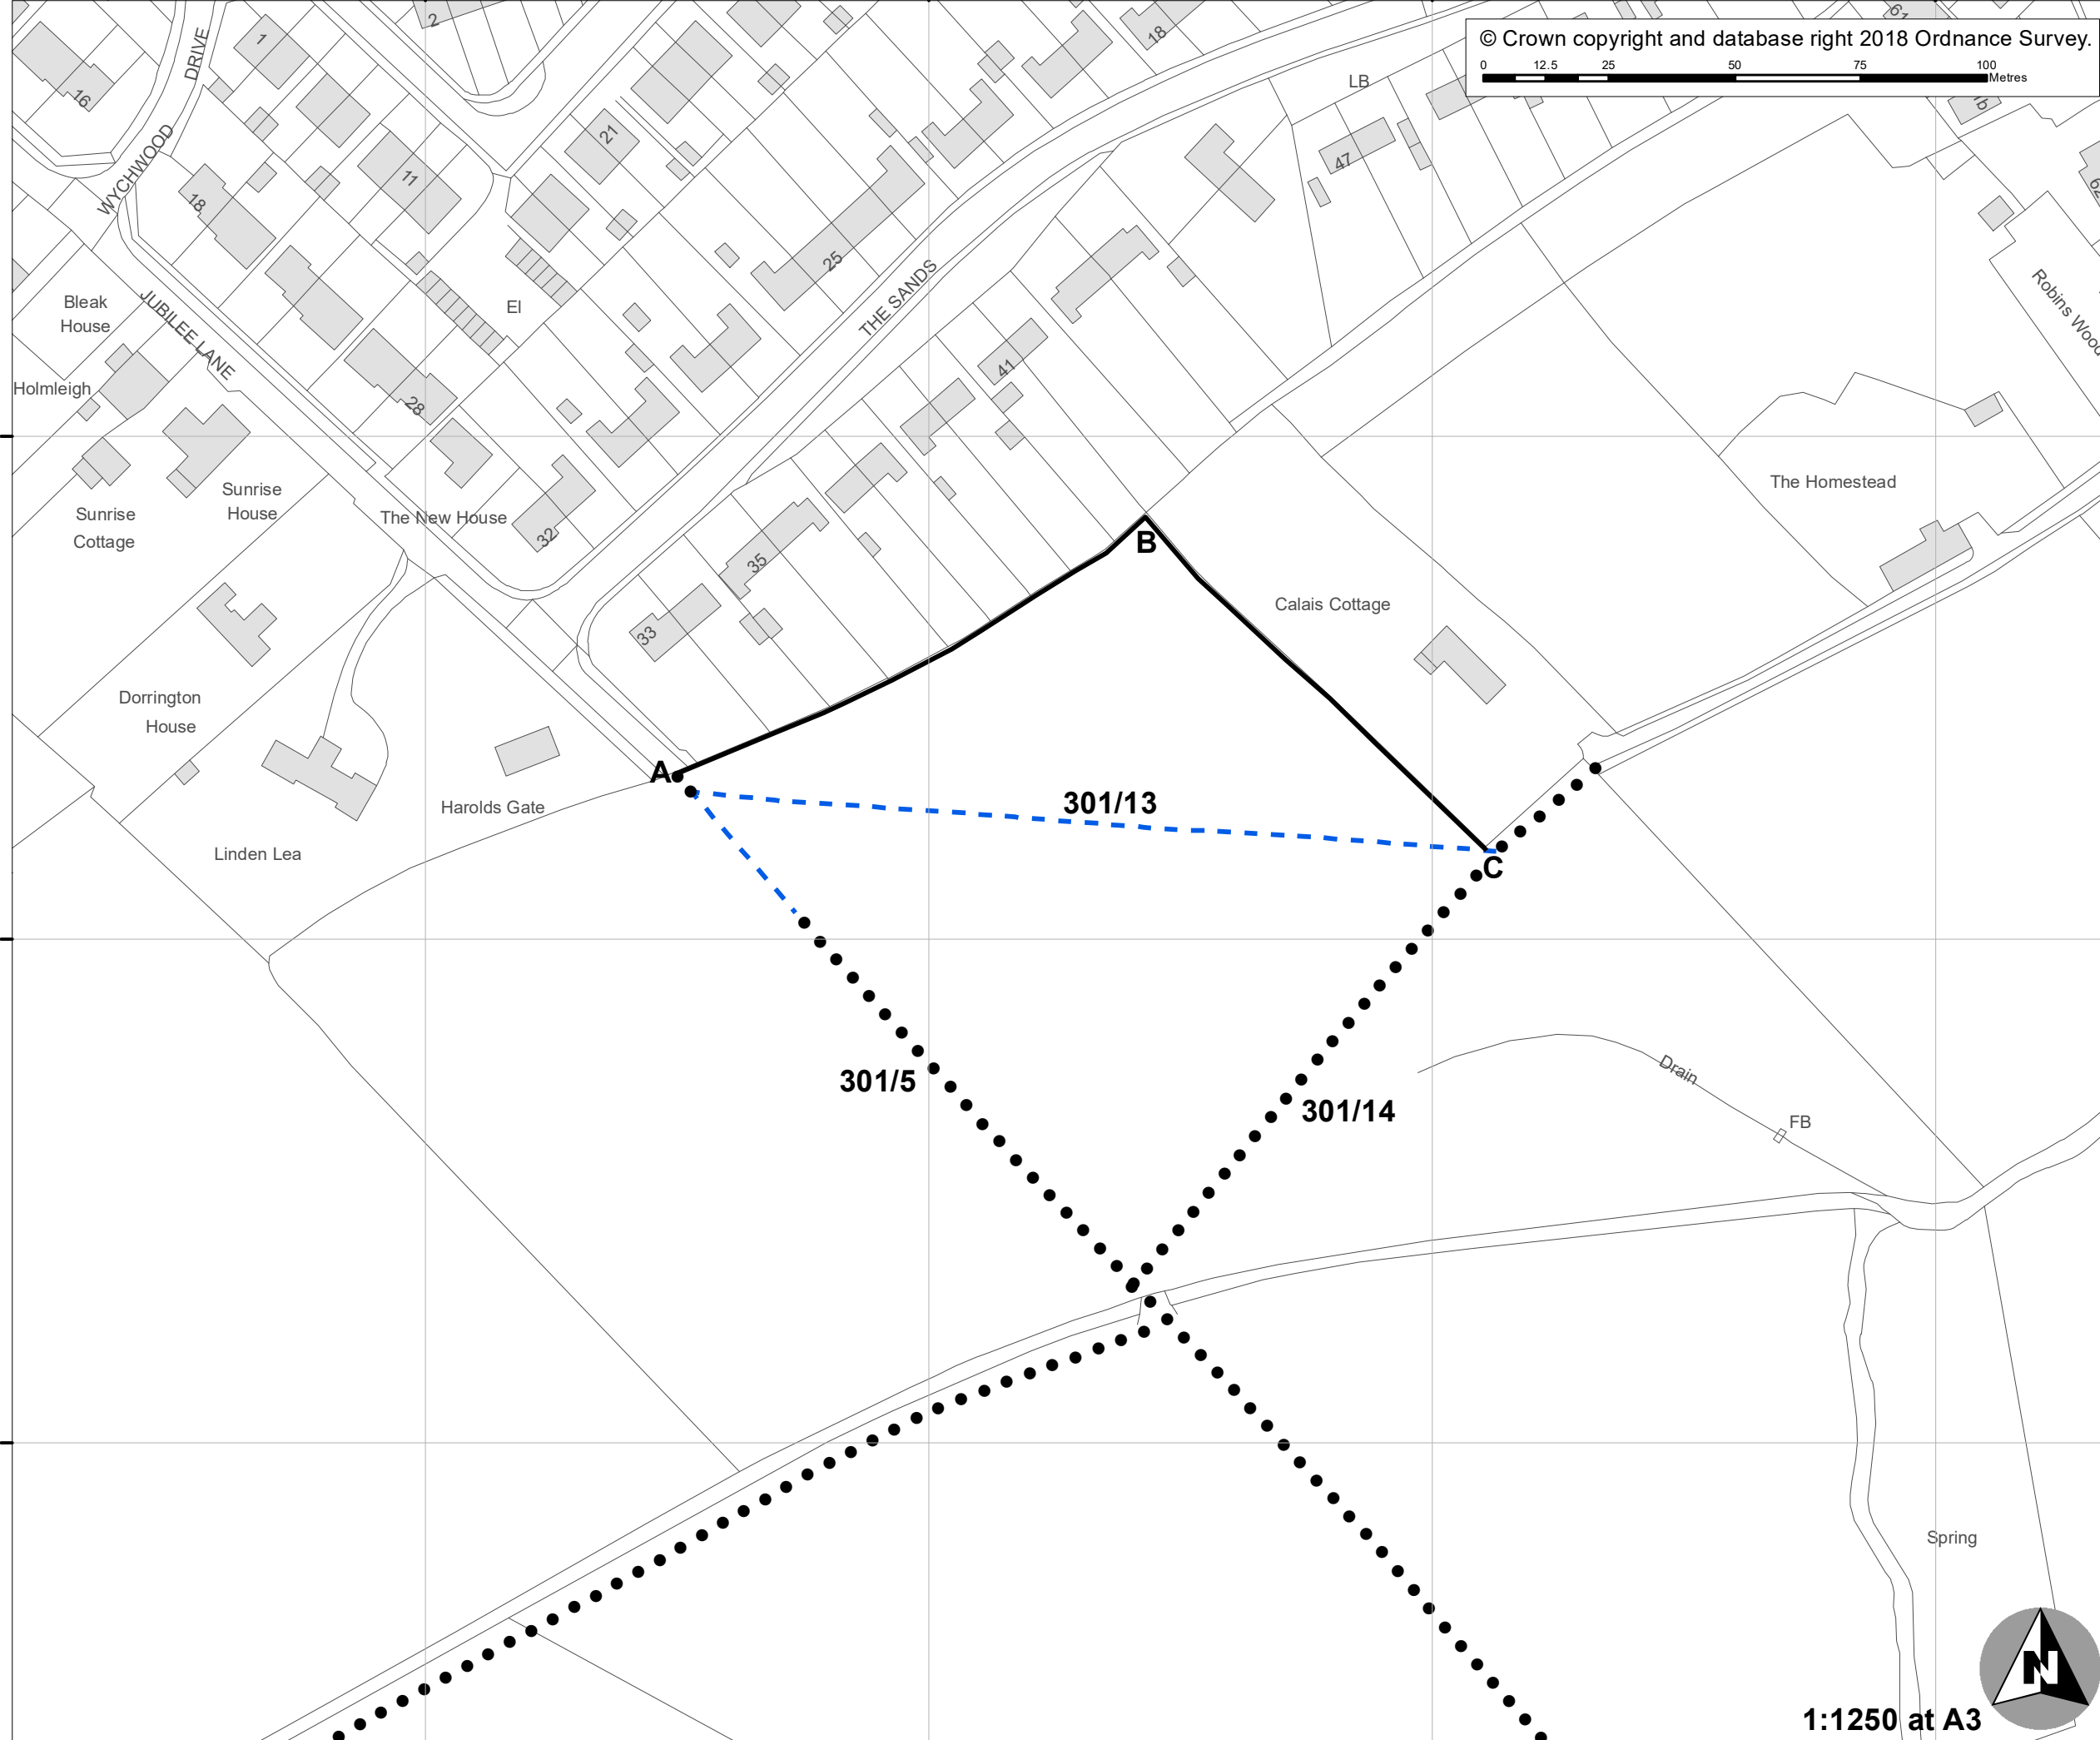 © Crown copyright and database right 2018 Ordnance Survey.
0 12.5 25 50 75 100 Metres
2
61
18
1
DRIVE
16
LB
1b
WYCHWOOD
21
47
11
18
62
25
Bleak
House
JUBILEE LANE
El
THE SANDS
Robins Wood
Holmleigh
41
28
The Homestead
Sunrise
House
Sunrise
Cottage
The New House
32
B
35
Calais Cottage
33
Dorrington
House
A
Harolds Gate
301/13
Linden Lea
C
301/5
Drain
301/14
FB
Spring
N
1:1250 at A3